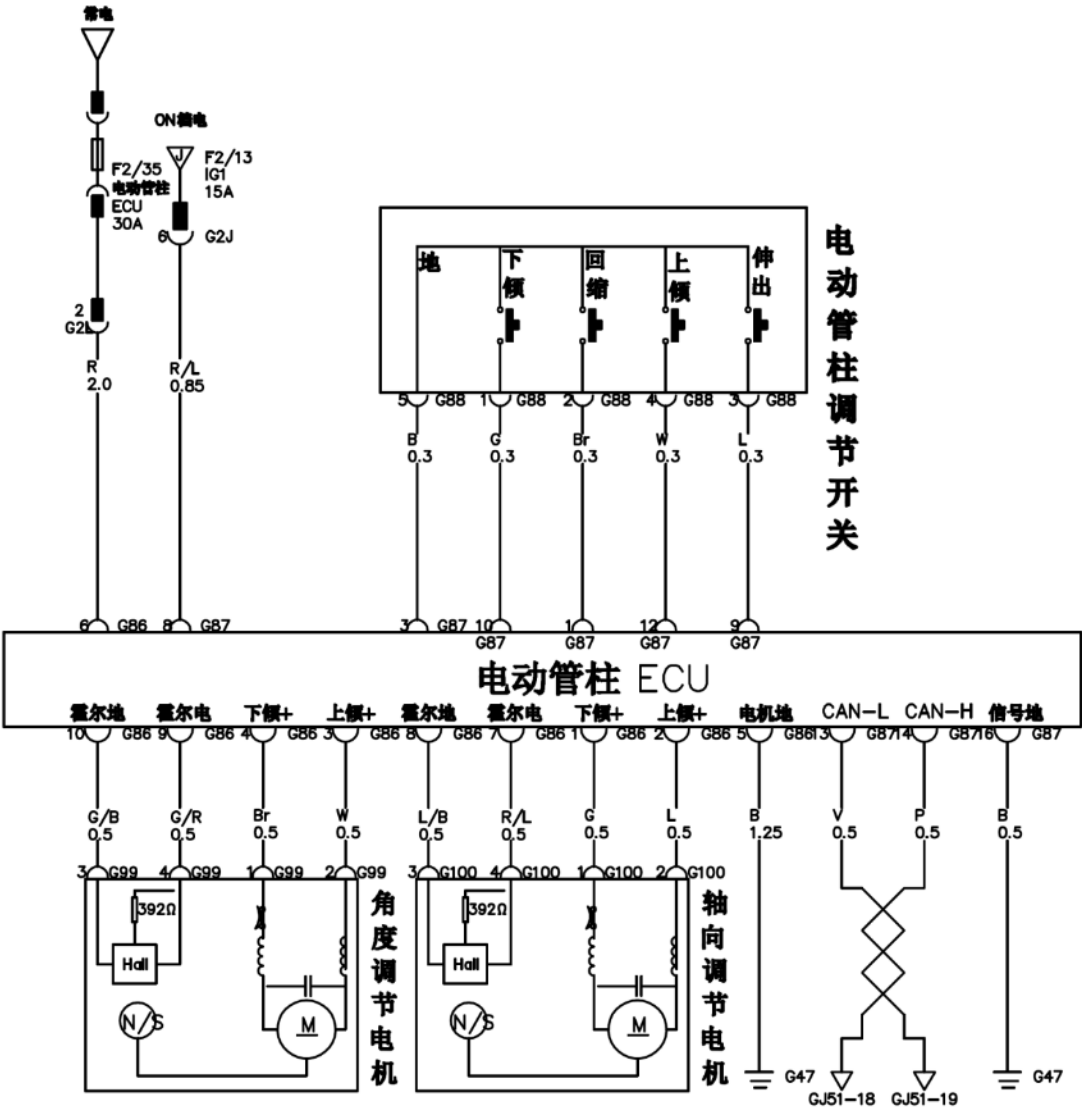 常电
ON档电
F2/35
电动管柱
ECU
30A
F2/13
IG1
15A
J
6 G2J
2
R
2.0
R/L
0.85
地
下倾
回缩
上倾
伸出
电动管柱调节开关
5 G88 1 G88 2 G88 4 G88 3 G88
B
0.3
G
0.3
Br
0.3
W
0.3
L
0.3
6 G86 8 G87 3 G87 10 G87 1 G87 12 G87 9 G87
电动管柱 ECU
霍尔地 霍尔电 下倾+ 上倾+ 霍尔地 霍尔电 下倾+ 上倾+ 电机地 CAN-L CAN-H 信号地
10 G86 9 G86 4 G86 3 G86 8 G86 7 G86 1 G86 2 G86 5 G86 13 G87 14 G87 16 G87
G/B
0.5
G/R
0.5
Br
0.5
W
0.5
L/B
0.5
R/L
0.5
G
0.5
L
0.5
B
1.25
V
0.5
P
0.5
B
0.5
3 G99 4 G99 1 G99 2 G99 3 G100 4 G100 1 G100 2 G100
392Ω
Hall
N/S
M
角度调节电机
392Ω
Hall
N/S
M
轴向调节电机
G47
GJ51-18
GJ51-19
G47